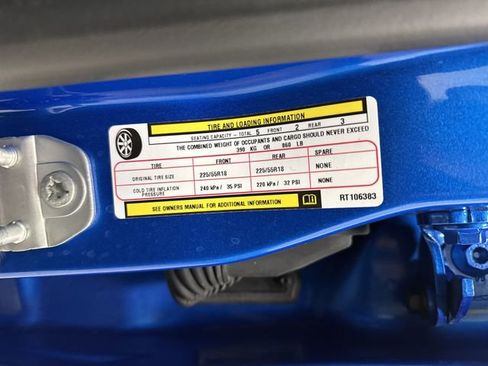 TIRE AND LOADING INFORMATION
SEATING CAPACITY - TOTAL 5 FRONT 2 REAR 3
THE COMBINED WEIGHT OF OCCUPANTS AND CARGO SHOULD NEVER EXCEED
390 KG OR 860 LB
TIRE FRONT REAR SPARE
ORIGINAL TIRE SIZE 225/55R18 225/55R18 NONE
COLD TIRE INFLATION PRESSURE 240 kPa / 35 PSI 220 kPa / 32 PSI NONE
SEE OWNERS MANUAL FOR ADDITIONAL INFORMATION RT106383